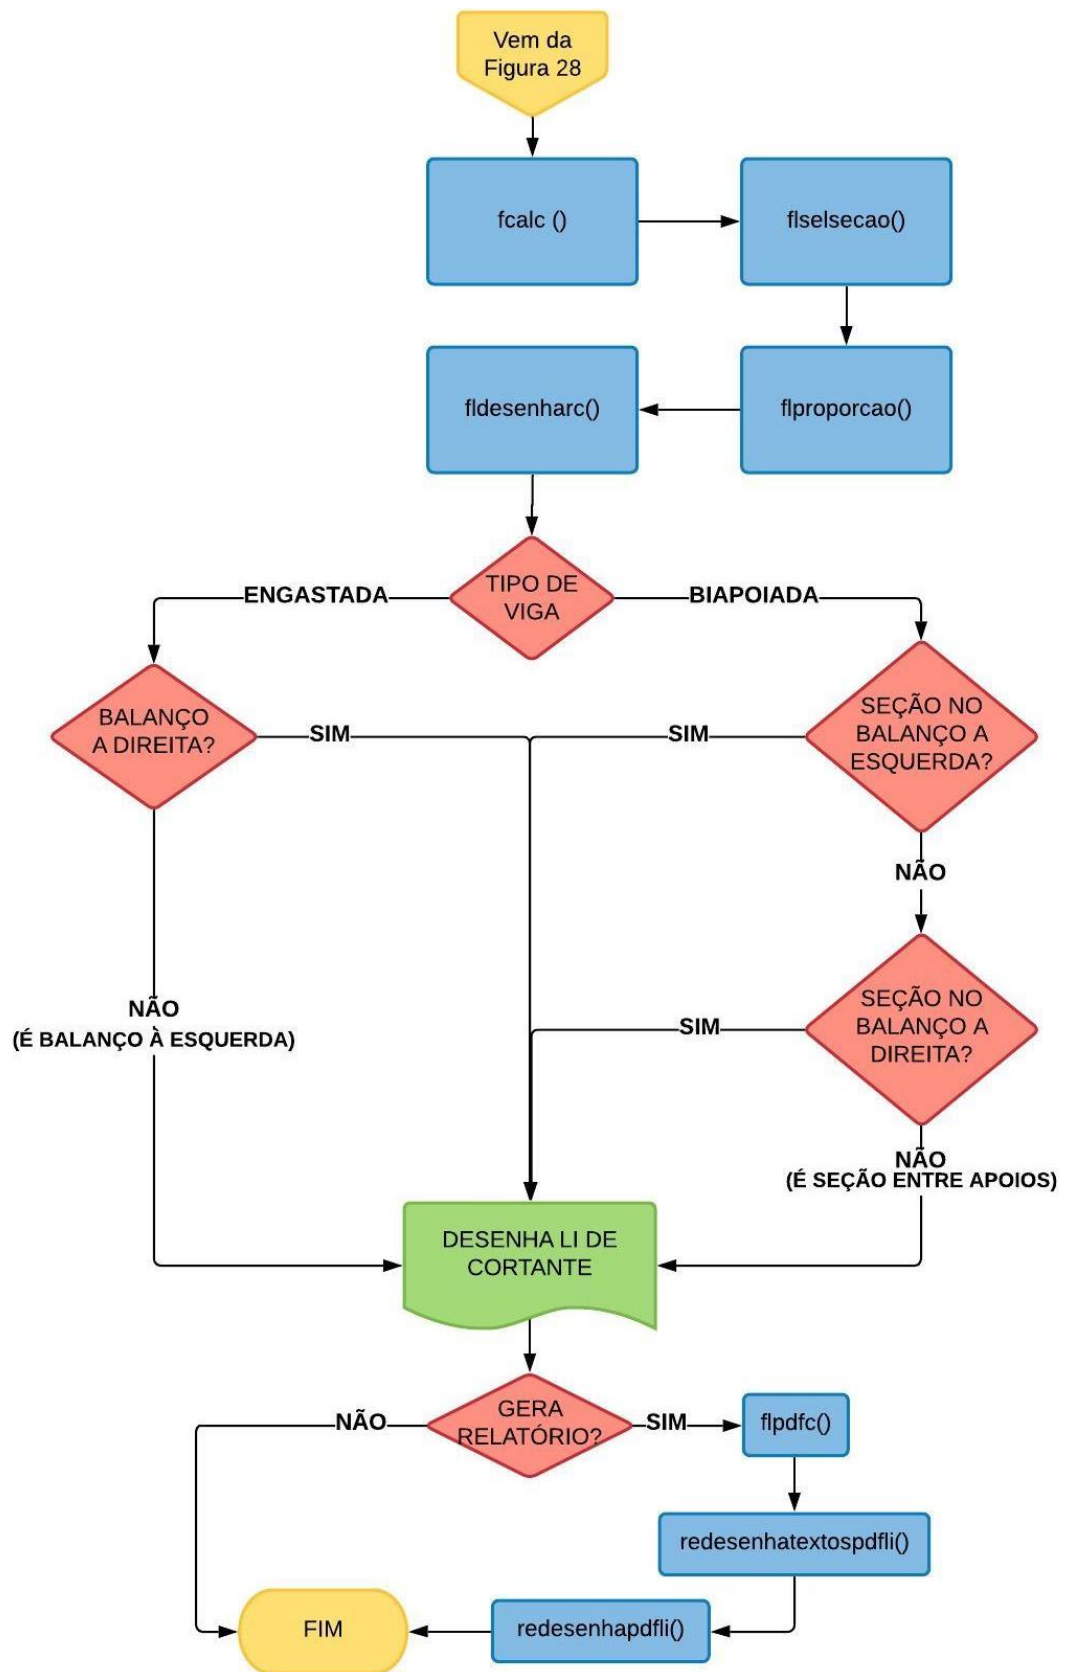 Vem da
Figura 28
fcalc ()
flselsecao()
fldesenharc()
flproporcao()
TIPO DE
VIGA
ENGASTADA
BIAPOIADA
BALANÇO
A DIREITA?
SIM
SIM
SEÇÃO NO
BALANÇO A
ESQUERDA?
NÃO
NÃO
(É BALANÇO À ESQUERDA)
SIM
SEÇÃO NO
BALANÇO A
DIREITA?
NÃO
(É SEÇÃO ENTRE APOIOS)
DESENHA LI DE
CORTANTE
GERA
RELATÓRIO?
NÃO
SIM
flpdfc()
redesenhatextospdfli()
redesenhapdfli()
FIM